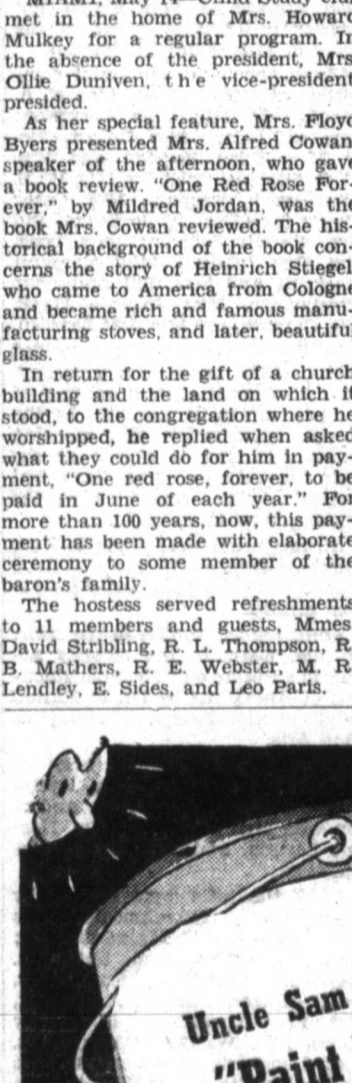 MIAMI, May 14—Child Study club
met in the home of Mrs. Howard
Mulkey for a regular program. In
the absence of the president, Mrs.
Ollie Duniven, the vice-president
presided.
As her special feature, Mrs. Floyd
Byers presented Mrs. Alfred Cowan
speaker of the afternoon, who gave
a book review. "One Red Rose For-
ever," by Mildred Jordan, was the
book Mrs. Cowan reviewed. The his-
torical background of the book con-
cerns the story of Heinrich Stiegel
who came to America from Cologne
and became rich and famous manu-
facturing stoves, and later, beautiful
glass.
In return for the gift of a church
building and the land on which it
stood, to the congregation where he
worshipped, he replied when asked
what they could do for him in pay-
ment, "One red rose, forever, to be
paid in June of each year." For
more than 100 years, now, this pay-
ment has been made with elaborate
ceremony to some member of the
baron's family.
The hostess served refreshments
to 11 members and guests, Mmes.
David Stribling, R. L. Thompson, R.
B. Mathers, R. E. Webster, M. R.
Lendley, E. Sides, and Leo Paris.
Uncle Sam
"Paint